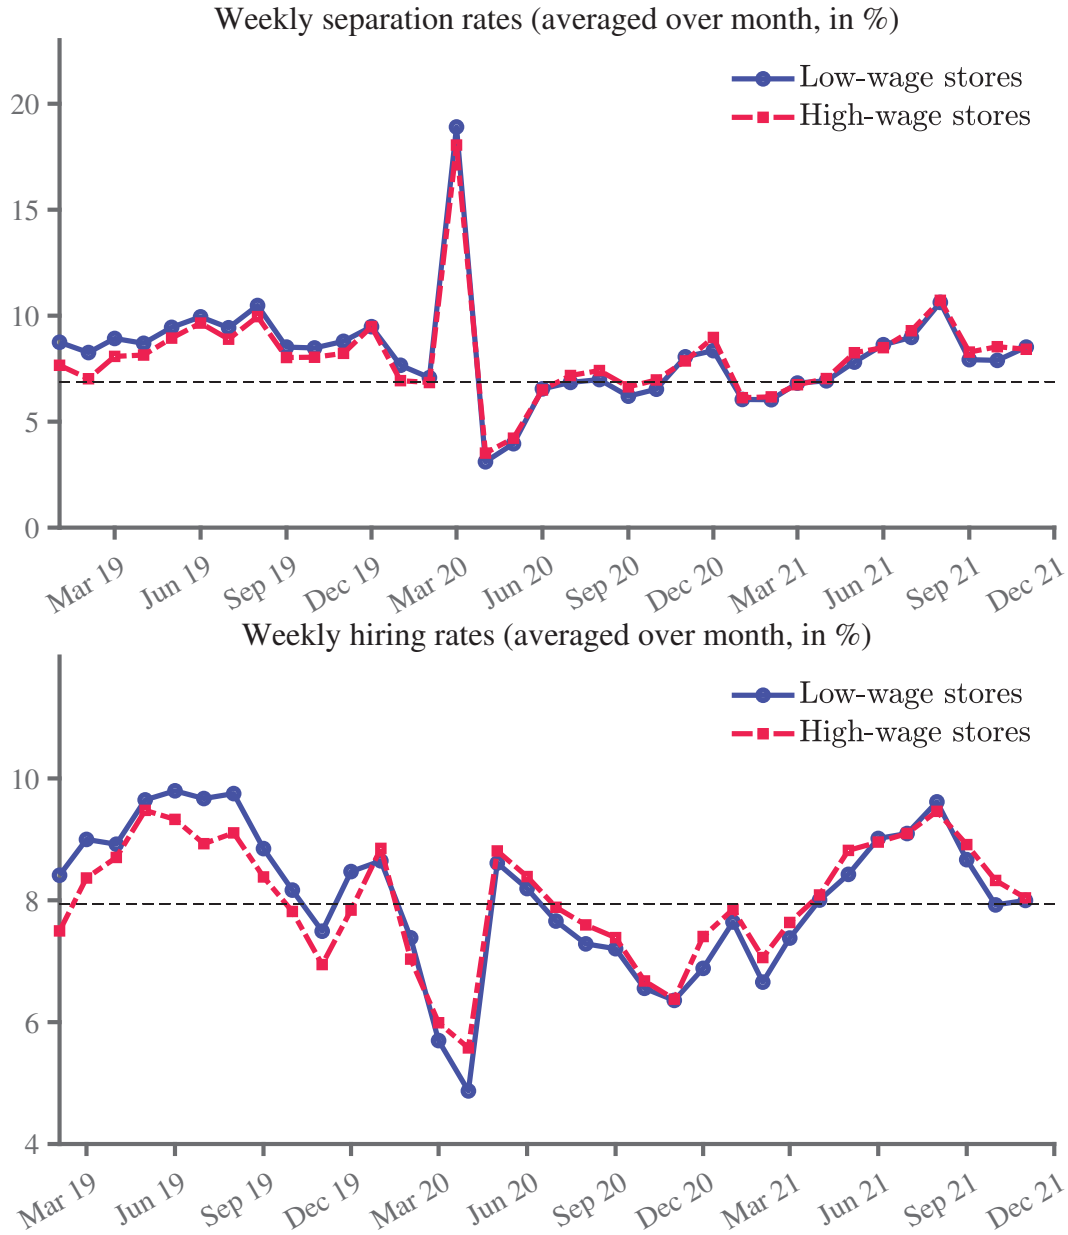 Weekly separation rates (averaged over month, in %)
Low-wage stores
High-wage stores
20
15
10
5
0
Mar 19 Jun 19 Sep 19 Dec 19 Mar 20 Jun 20 Sep 20 Dec 20 Mar 21 Jun 21 Sep 21 Dec 21
Weekly hiring rates (averaged over month, in %)
Low-wage stores
High-wage stores
10
8
6
4
Mar 19 Jun 19 Sep 19 Dec 19 Mar 20 Jun 20 Sep 20 Dec 20 Mar 21 Jun 21 Sep 21 Dec 21